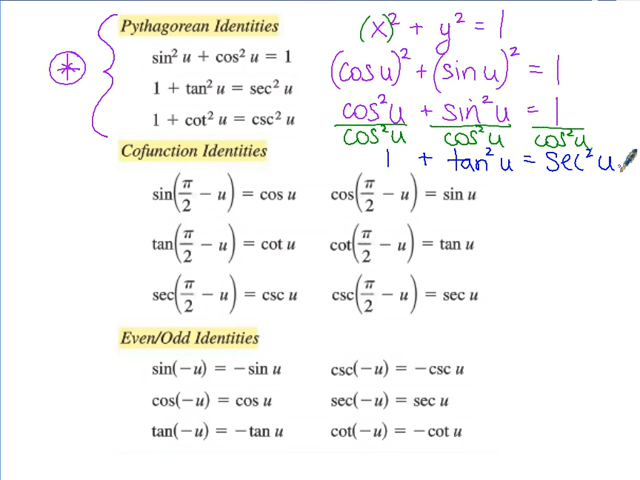 Pythagorean Identities
sin² u + cos² u = 1
1 + tan² u = sec² u
1 + cot² u = csc² u
(x)² + y² = 1
(cos u)² + (sin u)² = 1
cos²u/cos²u + sin²u/cos²u = 1/cos²u
1 + tan²u = sec²u
Cofunction Identities
sin(π/2 − u) = cos u    cos(π/2 − u) = sin u
tan(π/2 − u) = cot u    cot(π/2 − u) = tan u
sec(π/2 − u) = csc u    csc(π/2 − u) = sec u
Even/Odd Identities
sin(−u) = −sin u    csc(−u) = −csc u
cos(−u) = cos u    sec(−u) = sec u
tan(−u) = −tan u    cot(−u) = −cot u